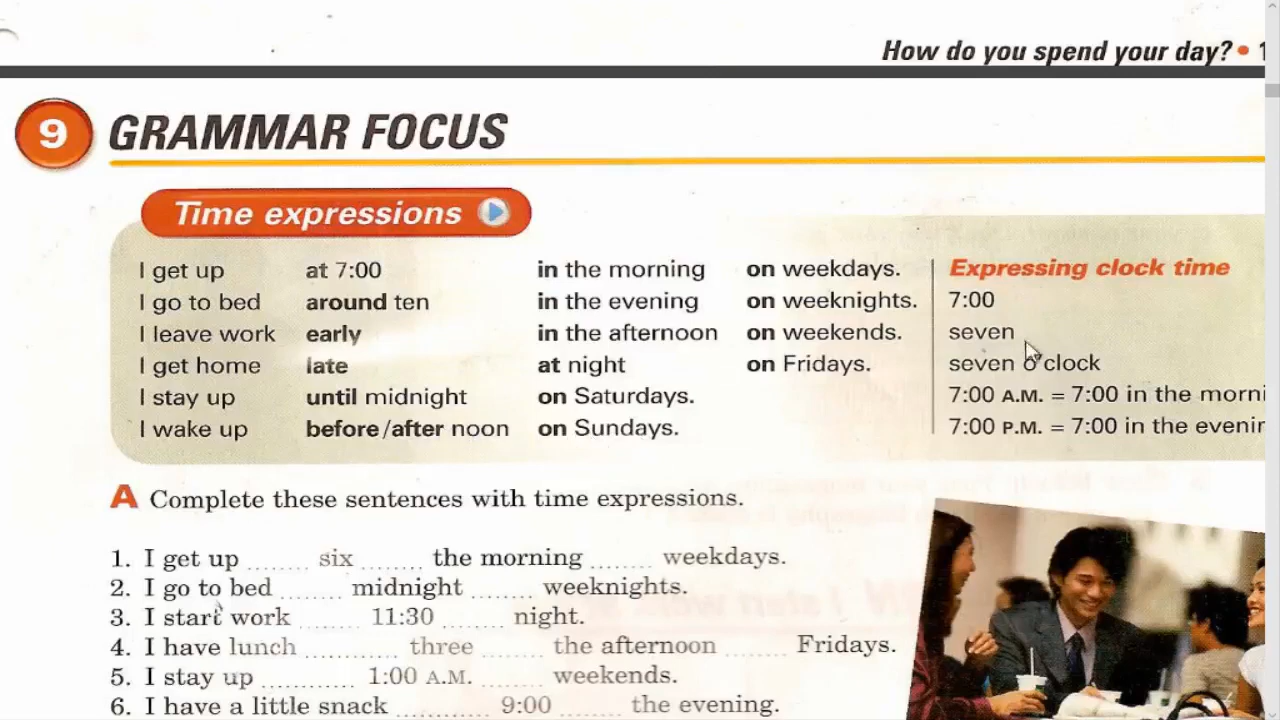 How do you spend your day? •
9 GRAMMAR FOCUS
Time expressions
I get up at 7:00 in the morning on weekdays. Expressing clock time
I go to bed around ten in the evening on weeknights. 7:00
I leave work early in the afternoon on weekends. seven
I get home late at night on Fridays. seven o'clock
I stay up until midnight on Saturdays. 7:00 A.M. = 7:00 in the morni
I wake up before/after noon on Sundays. 7:00 P.M. = 7:00 in the evenin
A Complete these sentences with time expressions.
1. I get up ........ six ........ the morning ........ weekdays.
2. I go to bed ........ midnight ........ weeknights.
3. I start work ........ 11:30 ........ night.
4. I have lunch ............ three ........ the afternoon ........ Fridays.
5. I stay up ............ 1:00 A.M. ........ weekends.
6. I have a little snack ............ 9:00 ........ the evening.